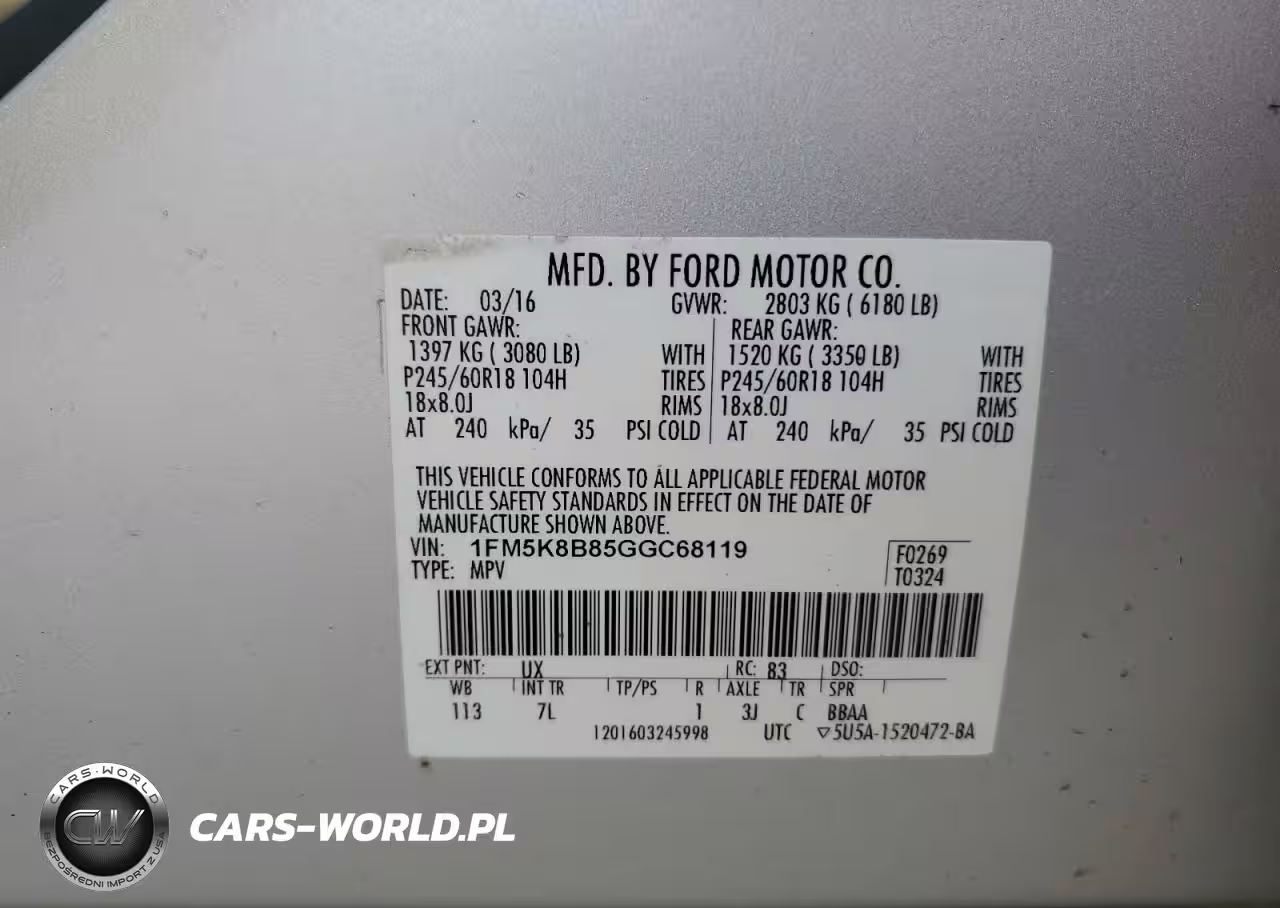 MFD. BY FORD MOTOR CO.
DATE: 03/16 GVWR: 2803 KG ( 6180 LB)
FRONT GAWR: REAR GAWR:
1397 KG ( 3080 LB) WITH 1520 KG ( 3350 LB) WITH
P245/60R18 104H TIRES P245/60R18 104H TIRES
18x8.0J RIMS 18x8.0J RIMS
AT 240 kPa/ 35 PSI COLD AT 240 kPa/ 35 PSI COLD
THIS VEHICLE CONFORMS TO ALL APPLICABLE FEDERAL MOTOR
VEHICLE SAFETY STANDARDS IN EFFECT ON THE DATE OF
MANUFACTURE SHOWN ABOVE.
VIN: 1FM5K8B85GGC68119 F0269
TYPE: MPV T0324
EXT PNT: UX RC: 83 DSO:
WB INT TR TP/PS R AXLE TR SPR
113 7L 1 3J C BBAA
1201603245998 UTC ▽5U5A-1520472-BA
CARS-WORLD
CW
BEZPOŚREDNI IMPORT Z USA
CARS-WORLD.PL